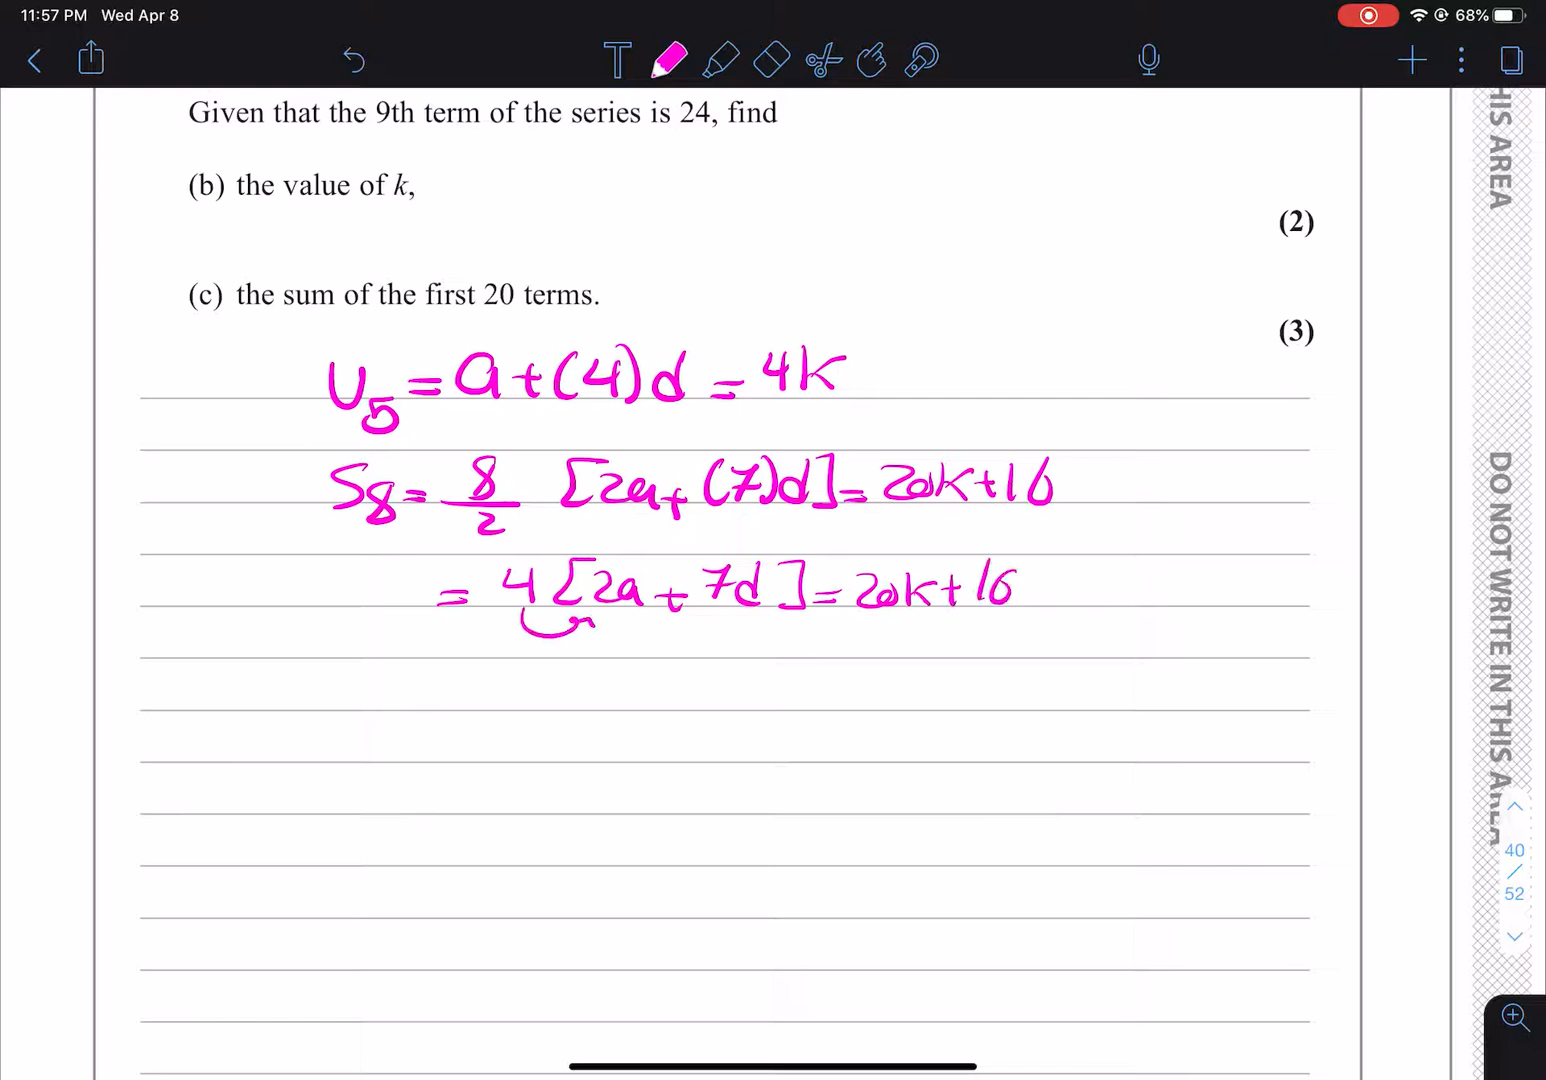 11:57 PM Wed Apr 8 68%
HIS AREA
Given that the 9th term of the series is 24, find
(b) the value of k,
(2)
(c) the sum of the first 20 terms.
(3)
U₅ = a + (4)d = 4k
S₈ = 8/2 [2a + (7)d] = 20k + 16
= 4[2a + 7d] = 20k + 16
DO NOT WRITE IN THIS AREA
40
/
52